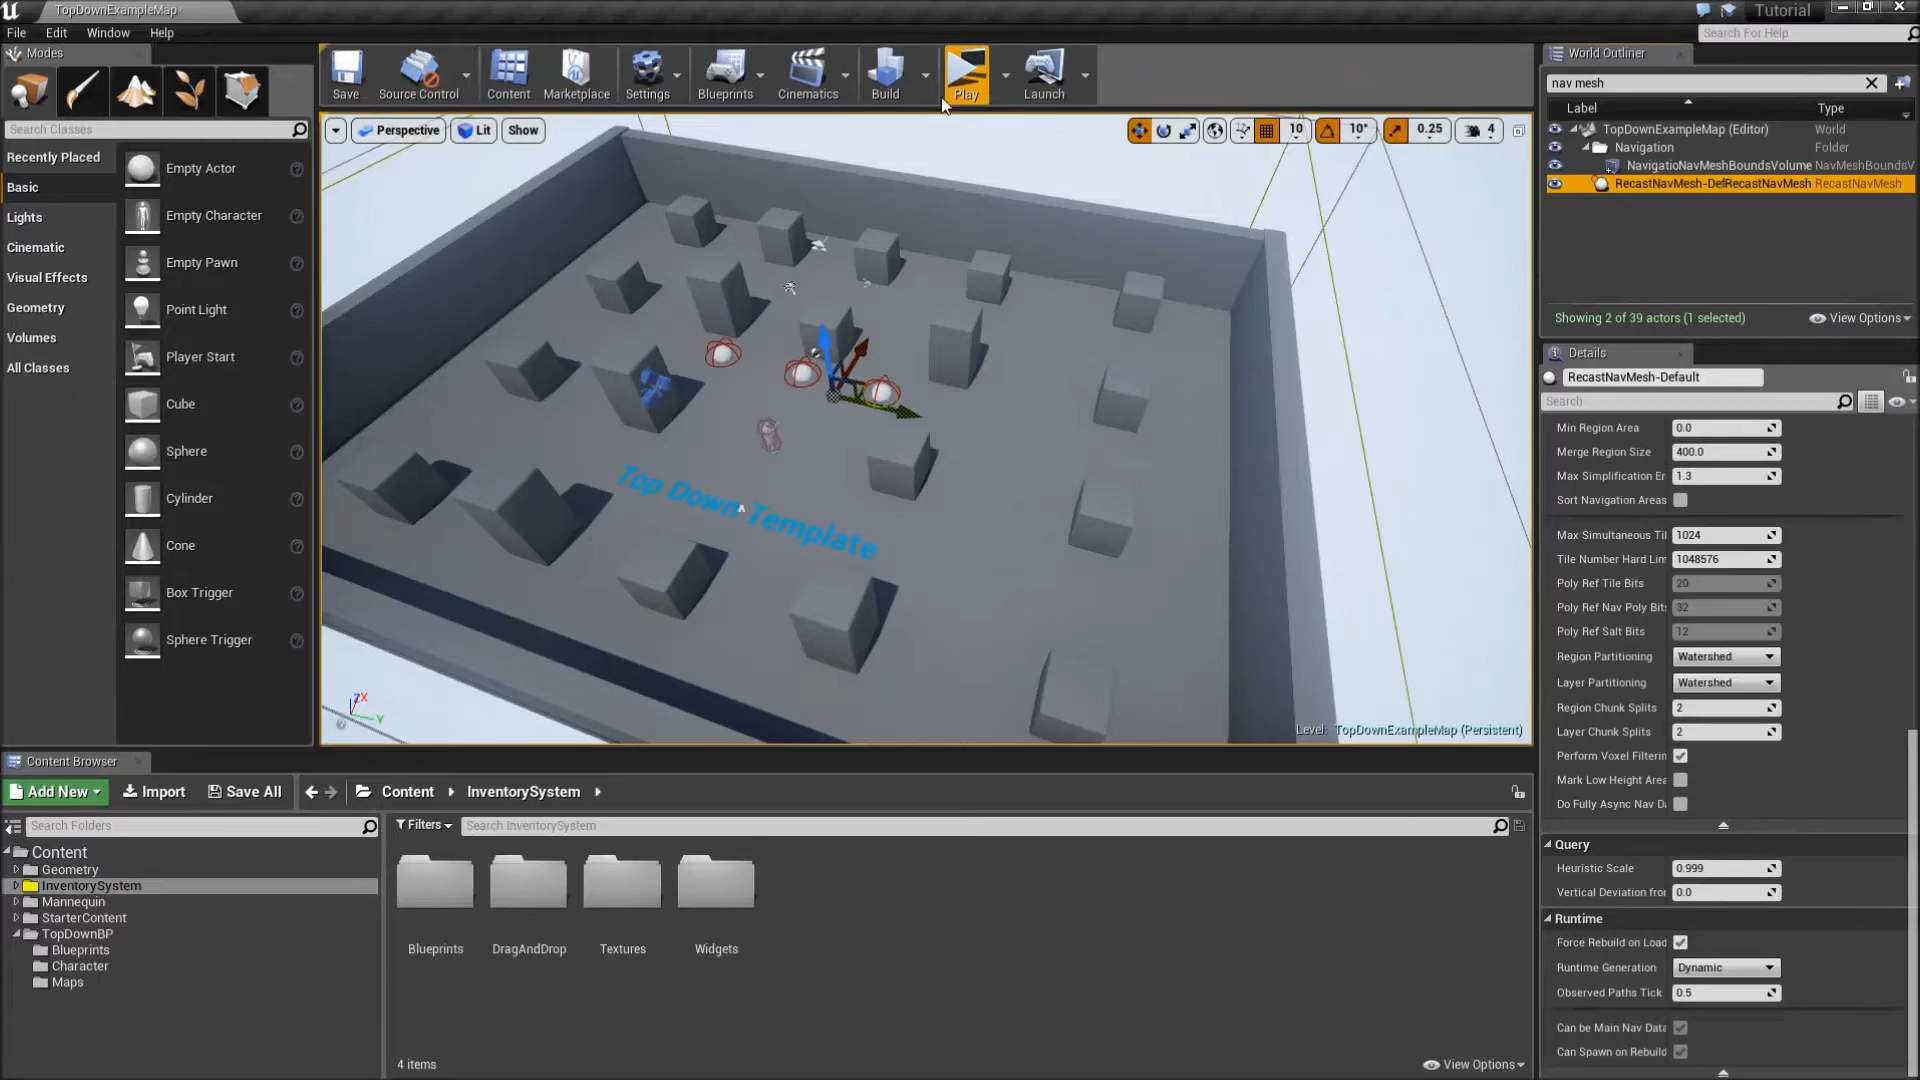 TopDownExampleMap
Tutorial
File Edit Window Help
Search For Help
Modes
Save
Source Control
Content
Marketplace
Settings
Blueprints
Cinematics
Build
Play
Launch
Search Classes
Recently Placed
Basic
Lights
Cinematic
Visual Effects
Geometry
Volumes
All Classes
Empty Actor
Empty Character
Empty Pawn
Point Light
Player Start
Cube
Sphere
Cylinder
Cone
Box Trigger
Sphere Trigger
Perspective
Lit
Show
10
10°
0.25
4
Top Down Template
Z X
Y
Level: TopDownExampleMap (Persistent)
World Outliner
nav mesh
Label Type
TopDownExampleMap (Editor) World
Navigation Folder
NavigatioNavMeshBoundsVolume NavMeshBoundsV
RecastNavMesh-DefRecastNavMesh RecastNavMesh
Showing 2 of 39 actors (1 selected)
View Options
Details
RecastNavMesh-Default
Search
Min Region Area 0.0
Merge Region Size 400.0
Max Simplification Er 1.3
Sort Navigation Areas
Max Simultaneous Til 1024
Tile Number Hard Lim 1048576
Poly Ref Tile Bits 20
Poly Ref Nav Poly Bits 32
Poly Ref Salt Bits 12
Region Partitioning Watershed
Layer Partitioning Watershed
Region Chunk Splits 2
Layer Chunk Splits 2
Perform Voxel Filterin
Mark Low Height Area
Do Fully Async Nav Da
Query
Heuristic Scale 0.999
Vertical Deviation from 0.0
Runtime
Force Rebuild on Load
Runtime Generation Dynamic
Observed Paths Tick 0.5
Can be Main Nav Data
Can Spawn on Rebuild
Content Browser
Add New
Import
Save All
Content
InventorySystem
Search Folders
Filters
Search InventorySystem
Content
Geometry
InventorySystem
Mannequin
StarterContent
TopDownBP
Blueprints
Character
Maps
Blueprints
DragAndDrop
Textures
Widgets
4 items
View Options